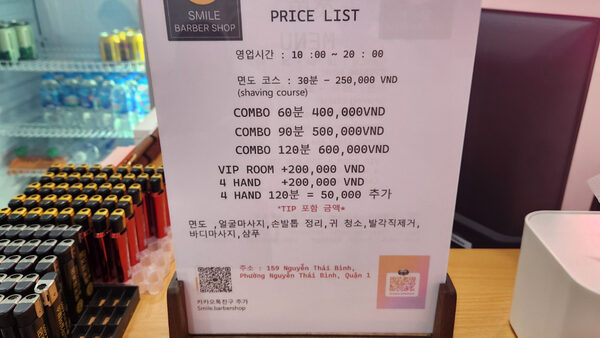 SMILE
BARBER SHOP
PRICE LIST
영업시간 : 10 :00 ~ 20 : 00
면도 코스 : 30분 – 250,000 VND
(shaving course)
COMBO 60분 400,000VND
COMBO 90분 500,000VND
COMBO 120분 600,000VND
VIP ROOM +200,000 VND
4 HAND +200,000 VND
4 HAND 120분 = 50,000 추가
*TIP 포함 금액*
면도 ,얼굴마사지,손발톱 정리,귀 청소,발각직제거,
바디마사지,샴푸
주소 : 159 Nguyễn Thái Bình,
Phường Nguyễn Thái Bình, Quận 1
카카오톡친구 추가
Smile.barbershop